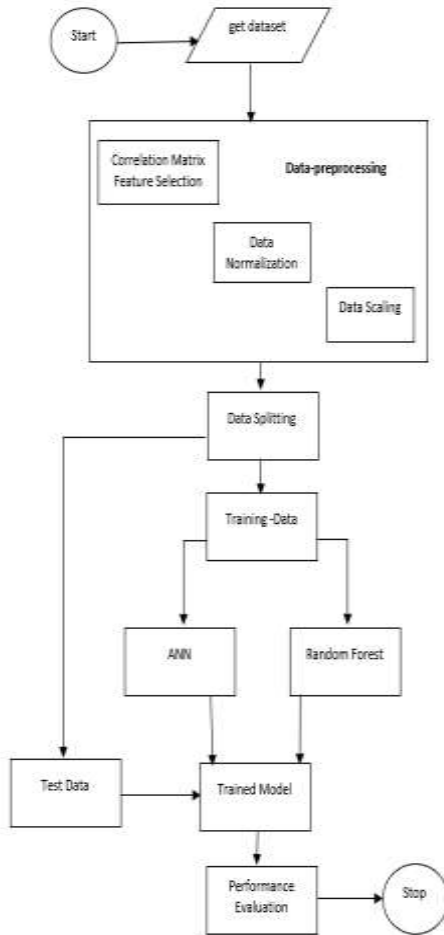 Start
get dataset
Correlation Matrix
Feature Selection
Data-preprocessing
Data
Normalization
Data Scaling
Data Splitting
Training -Data
ANN
Random Forest
Test Data
Trained Model
Performance
Evaluation
Stop